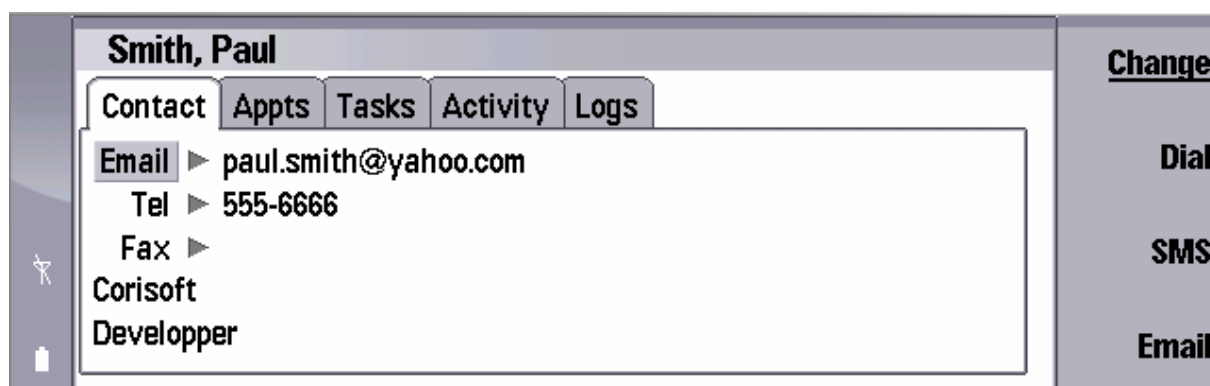 Smith, Paul
Contact Appts Tasks Activity Logs
Email paul.smith@yahoo.com
Tel 555-6666
Fax
Corisoft
Developper
Change
Dial
SMS
Email